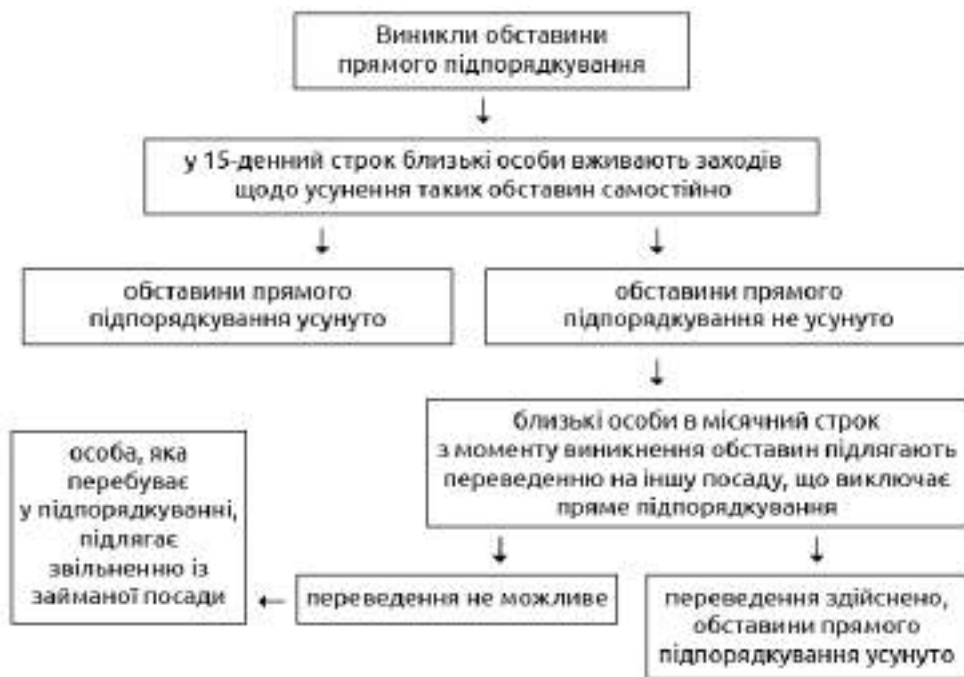 Виникли обставини
прямого підпорядкування
у 15-денний строк близькі особи вживають заходів
щодо усунення таких обставин самостійно
обставини прямого
підпорядкування усунуто
обставини прямого
підпорядкування не усунуто
близькі особи в місячний строк
з моменту виникнення обставин підлягають
переведенню на іншу посаду, що виключає
пряме підпорядкування
особа, яка
перебуває
у підпорядкуванні,
підлягає
звільненню із
займаної посади
переведення не можливе
переведення здійснено,
обставини прямого
підпорядкування усунуто